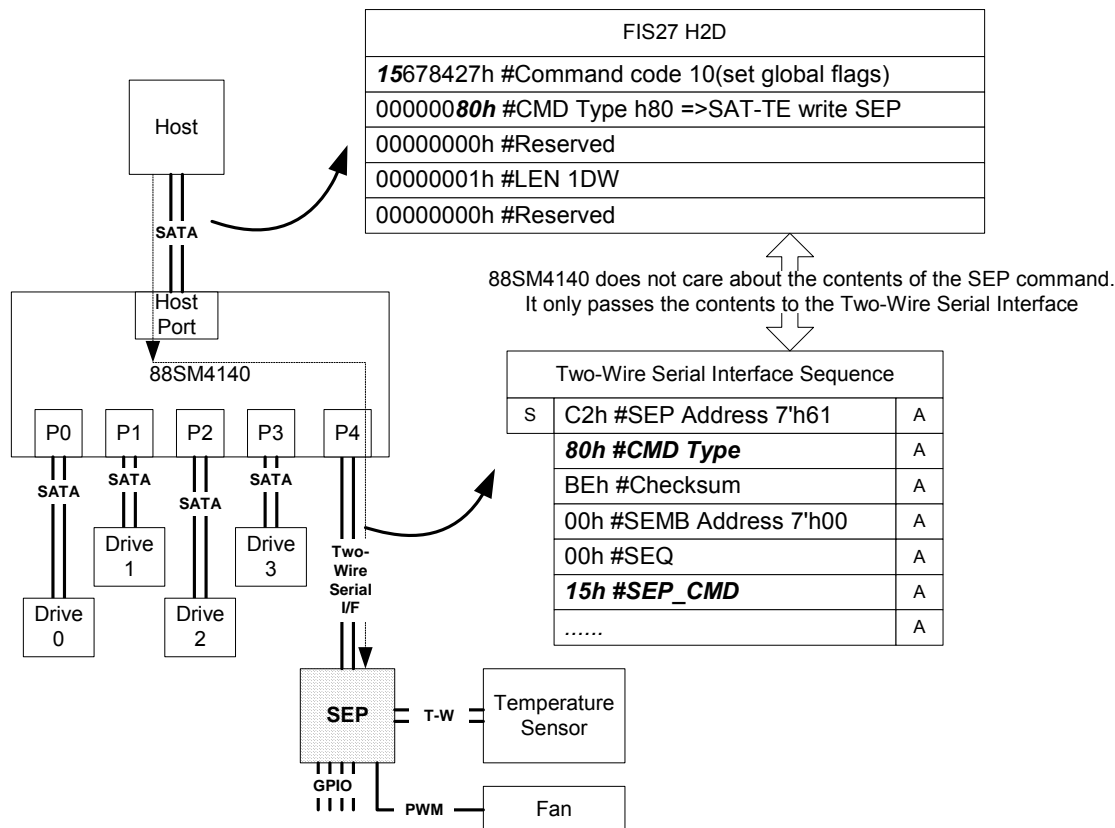 FIS27 H2D
15678427h #Command code 10(set global flags)
00000080h #CMD Type h80 =>SAT-TE write SEP
00000000h #Reserved
00000001h #LEN 1DW
00000000h #Reserved
Host
SATA
88SM4140 does not care about the contents of the SEP command.
It only passes the contents to the Two-Wire Serial Interface
Host
Port
88SM4140
P0
P1
P2
P3
P4
SATA
SATA
SATA
SATA
Drive
0
Drive
1
Drive
2
Drive
3
Two-
Wire
Serial
I/F
Two-Wire Serial Interface Sequence
S C2h #SEP Address 7'h61 A
80h #CMD Type A
BEh #Checksum A
00h #SEMB Address 7'h00 A
00h #SEQ A
15h #SEP_CMD A
...... A
SEP
T-W
Temperature
Sensor
GPIO
PWM
Fan